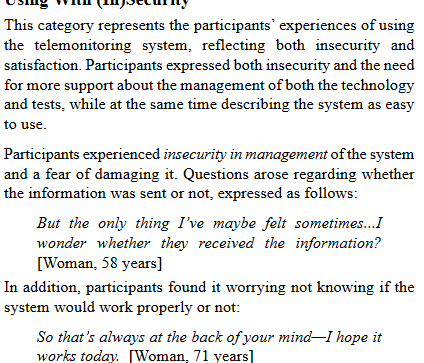 Using With (In)Security
This category represents the participants’ experiences of using
the telemonitoring system, reflecting both insecurity and
satisfaction. Participants expressed both insecurity and the need
for more support about the management of both the technology
and tests, while at the same time describing the system as easy
to use.
Participants experienced insecurity in management of the system
and a fear of damaging it. Questions arose regarding whether
the information was sent or not, expressed as follows:
But the only thing I’ve maybe felt sometimes...I
wonder whether they received the information?
[Woman, 58 years]
In addition, participants found it worrying not knowing if the
system would work properly or not:
So that’s always at the back of your mind—I hope it
works today. [Woman, 71 years]